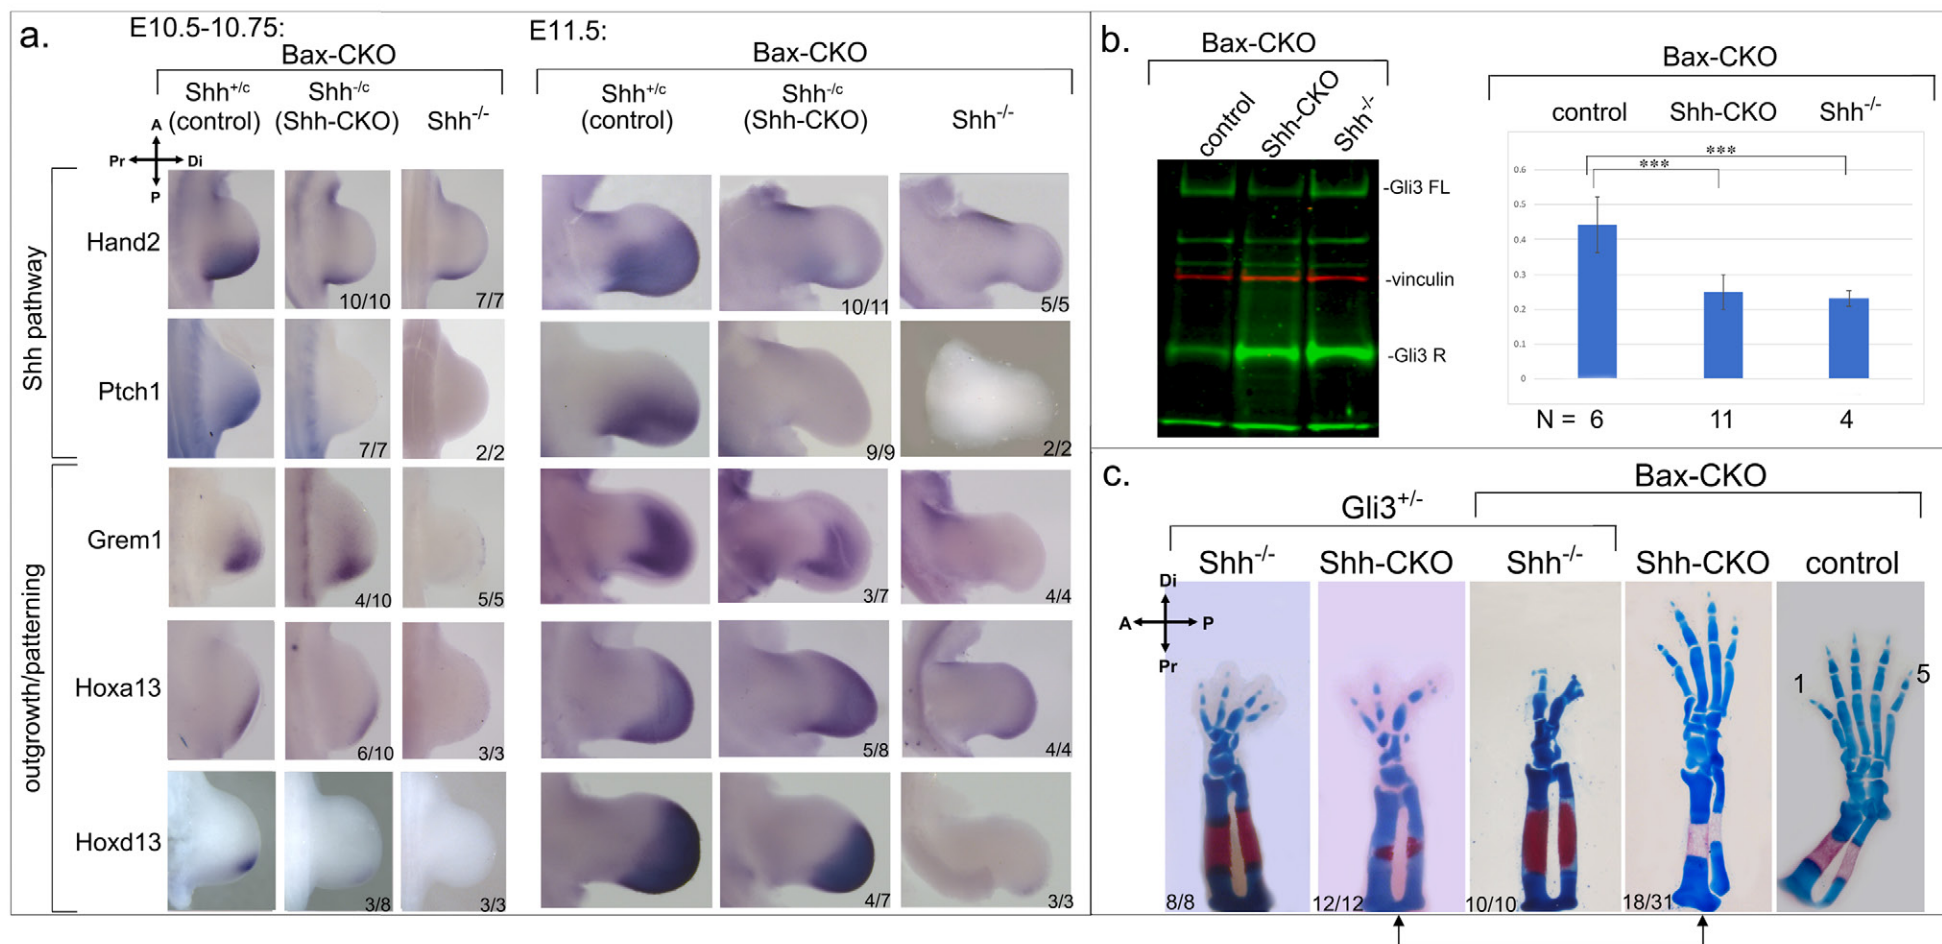 a.
E10.5-10.75:
E11.5:
Bax-CKO
Bax-CKO
Shh+/c
(control)
Shh-/c
(Shh-CKO)
Shh-/-
Shh+/c
(control)
Shh-/c
(Shh-CKO)
Shh-/-
A
Pr
Di
P
Shh pathway
Hand2
10/10
7/7
10/11
5/5
Ptch1
7/7
2/2
9/9
2/2
outgrowth/patterning
Grem1
4/10
5/5
3/7
4/4
Hoxa13
6/10
3/3
5/8
4/4
Hoxd13
3/8
3/3
4/7
3/3
b.
Bax-CKO
control
Shh-CKO
Shh-/-
-Gli3 FL
-vinculin
-Gli3 R
Bax-CKO
control Shh-CKO Shh-/-
***
***
0.6
0.5
0.4
0.3
0.2
0.1
0
N = 6 11 4
c.
Bax-CKO
Gli3+/-
Shh-/- Shh-CKO Shh-/- Shh-CKO control
Di
A
P
Pr
1
5
8/8
12/12
10/10
18/31